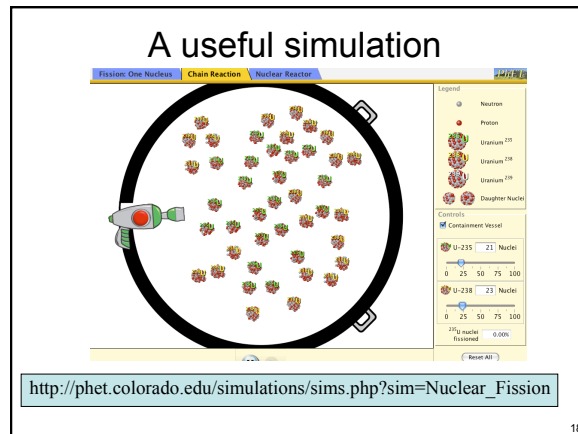 A useful simulation
Fission: One Nucleus Chain Reaction Nuclear Reactor
PhET
Legend
Neutron
Proton
Uranium 235
Uranium 238
Uranium 239
Daughter Nuclei
Controls
Containment Vessel
U-235 21 Nuclei
0 25 50 75 100
U-238 23 Nuclei
0 25 50 75 100
235U nuclei
fissioned 0.00%
Reset All
http://phet.colorado.edu/simulations/sims.php?sim=Nuclear_Fission
18